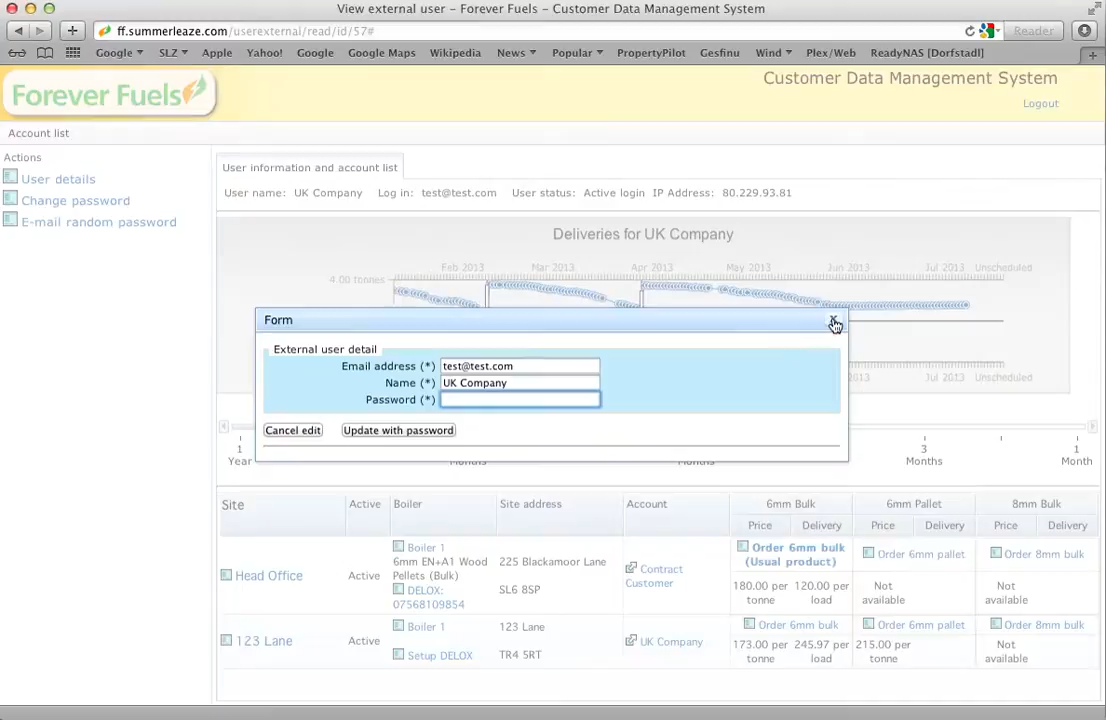 View external user - Forever Fuels - Customer Data Management System
ff.summerleaze.com/userexternal/read/id/57#
Reader
Google SLZ Apple Yahoo! Google Google Maps Wikipedia News Popular PropertyPilot Gesfinu Wind Plex/Web ReadyNAS [Dorfstadl]
Forever Fuels
Customer Data Management System
Logout
Account list
Actions
User details
Change password
E-mail random password
User information and account list
User name: UK Company Log in: test@test.com User status: Active login IP Address: 80.229.93.81
Deliveries for UK Company
Feb 2013 Mar 2013 Apr 2013 May 2013 Jun 2013 Jul 2013 Unscheduled
4.00 tonnes
Form
External user detail
Email address (*) test@test.com
Name (*) UK Company
Password (*)
Cancel edit Update with password
2013 Jul 2013 Unscheduled
1 3 1
Year Months Months Months Month
Site Active Boiler Site address Account 6mm Bulk 6mm Pallet 8mm Bulk
Price Delivery Price Delivery Price Delivery
Head Office
Active
Boiler 1
6mm EN+A1 Wood
Pellets (Bulk)
DELOX:
07568109854
225 Blackamoor Lane
SL6 8SP
Contract
Customer
Order 6mm bulk
(Usual product)
180.00 per
tonne
120.00 per
load
Order 6mm pallet
Not
available
Order 8mm bulk
Not
available
123 Lane
Active
Boiler 1
Setup DELOX
123 Lane
TR4 5RT
UK Company
Order 6mm bulk
173.00 per
tonne
245.97 per
load
Order 6mm pallet
215.00 per
tonne
Order 8mm bulk
Not
available